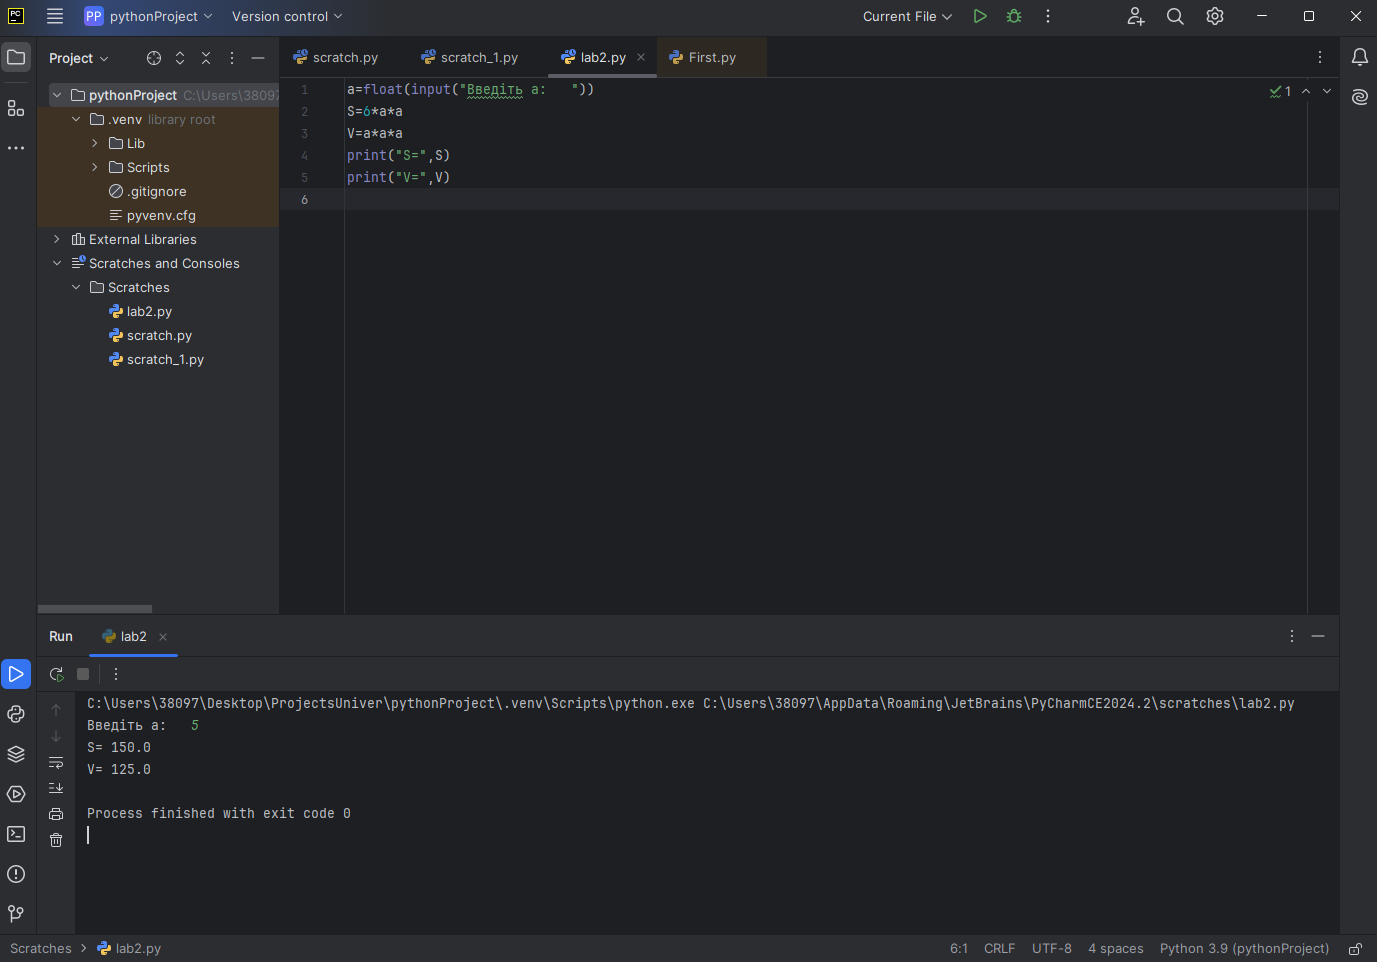 PC PP pythonProject Version control Current File
Project scratch.py scratch_1.py lab2.py First.py
pythonProject C:\Users\38097
.venv library root
Lib
Scripts
.gitignore
pyvenv.cfg
External Libraries
Scratches and Consoles
Scratches
lab2.py
scratch.py
scratch_1.py
1 a=float(input("Введіть a:   ")) 1
2 S=6*a*a
3 V=a*a*a
4 print("S=",S)
5 print("V=",V)
6
Run lab2
C:\Users\38097\Desktop\ProjectsUniver\pythonProject\.venv\Scripts\python.exe C:\Users\38097\AppData\Roaming\JetBrains\PyCharmCE2024.2\scratches\lab2.py
Введіть a:   5
S= 150.0
V= 125.0
Process finished with exit code 0
Scratches lab2.py 6:1 CRLF UTF-8 4 spaces Python 3.9 (pythonProject)